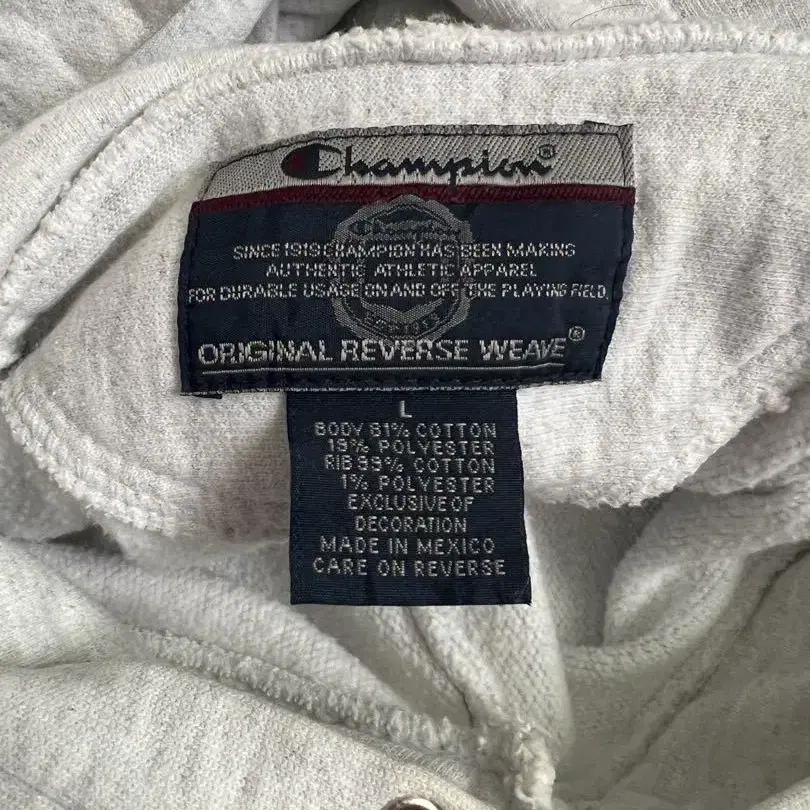 Champion®
Champion
SINCE 1919 CHAMPION HAS BEEN MAKING
AUTHENTIC ATHLETIC APPAREL
FOR DURABLE USAGE ON AND OFF THE PLAYING FIELD.
ORIGINAL REVERSE WEAVE®
L
BODY 81% COTTON
19% POLYESTER
RIB 99% COTTON
1% POLYESTER
EXCLUSIVE OF
DECORATION
MADE IN MEXICO
CARE ON REVERSE